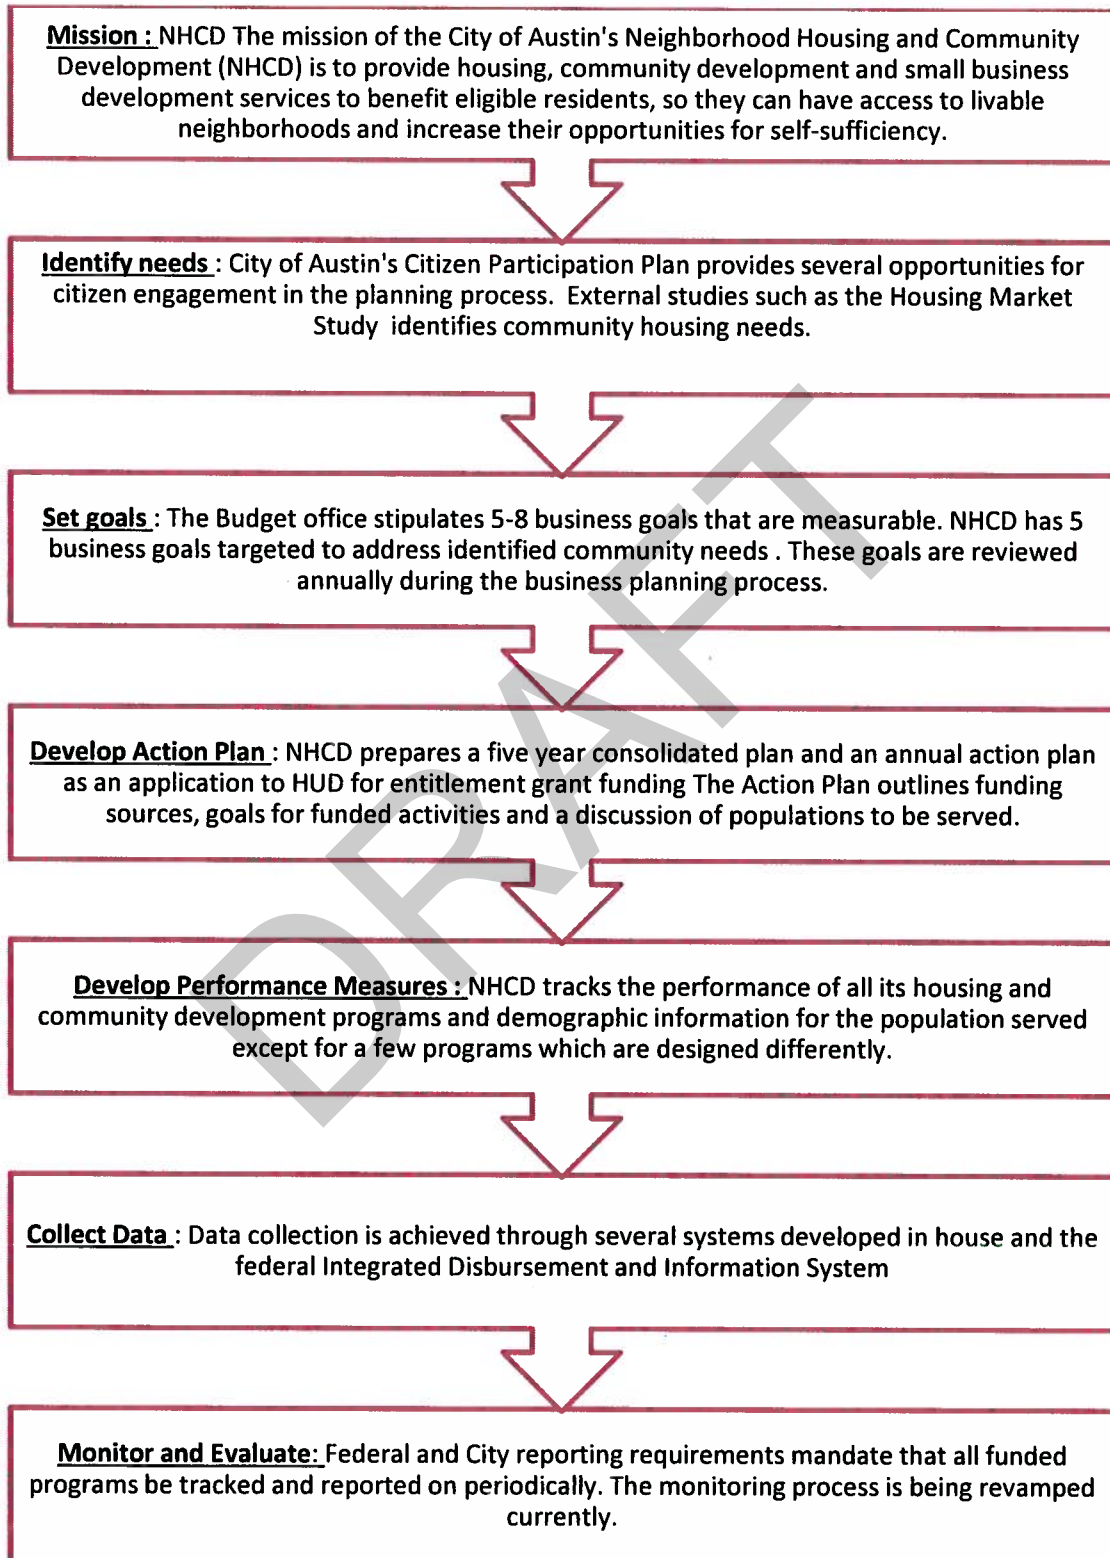 Mission : NHCD The mission of the City of Austin's Neighborhood Housing and Community
Development (NHCD) is to provide housing, community development and small business
development services to benefit eligible residents, so they can have access to livable
neighborhoods and increase their opportunities for self-sufficiency.
Identify needs : City of Austin's Citizen Participation Plan provides several opportunities for
citizen engagement in the planning process. External studies such as the Housing Market
Study identifies community housing needs.
Set goals : The Budget office stipulates 5-8 business goals that are measurable. NHCD has 5
business goals targeted to address identified community needs . These goals are reviewed
annually during the business planning process.
Develop Action Plan : NHCD prepares a five year consolidated plan and an annual action plan
as an application to HUD for entitlement grant funding The Action Plan outlines funding
sources, goals for funded activities and a discussion of populations to be served.
Develop Performance Measures : NHCD tracks the performance of all its housing and
community development programs and demographic information for the population served
except for a few programs which are designed differently.
Collect Data : Data collection is achieved through several systems developed in house and the
federal Integrated Disbursement and Information System
Monitor and Evaluate: Federal and City reporting requirements mandate that all funded
programs be tracked and reported on periodically. The monitoring process is being revamped
currently.
DRAFT